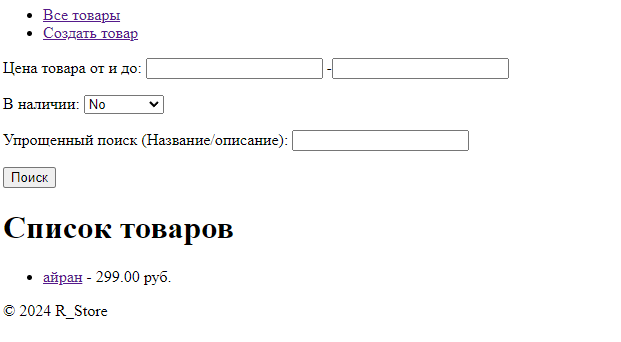 Все товары
Создать товар
Цена товара от и до: -
В наличии: No
Упрошенный поиск (Название/описание):
Поиск
Список товаров
айран - 299.00 руб.
© 2024 R_Store